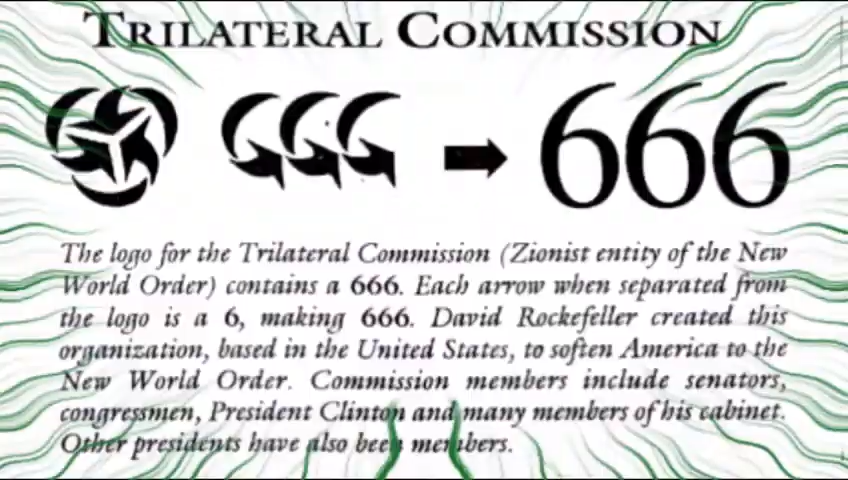 TRILATERAL COMMISSION
666
The logo for the Trilateral Commission (Zionist entity of the New
World Order) contains a 666. Each arrow when separated from
the logo is a 6, making 666. David Rockefeller created this
organization, based in the United States, to soften America to the
New World Order. Commission members include senators,
congressmen, President Clinton and many members of his cabinet.
Other presidents have also been members.